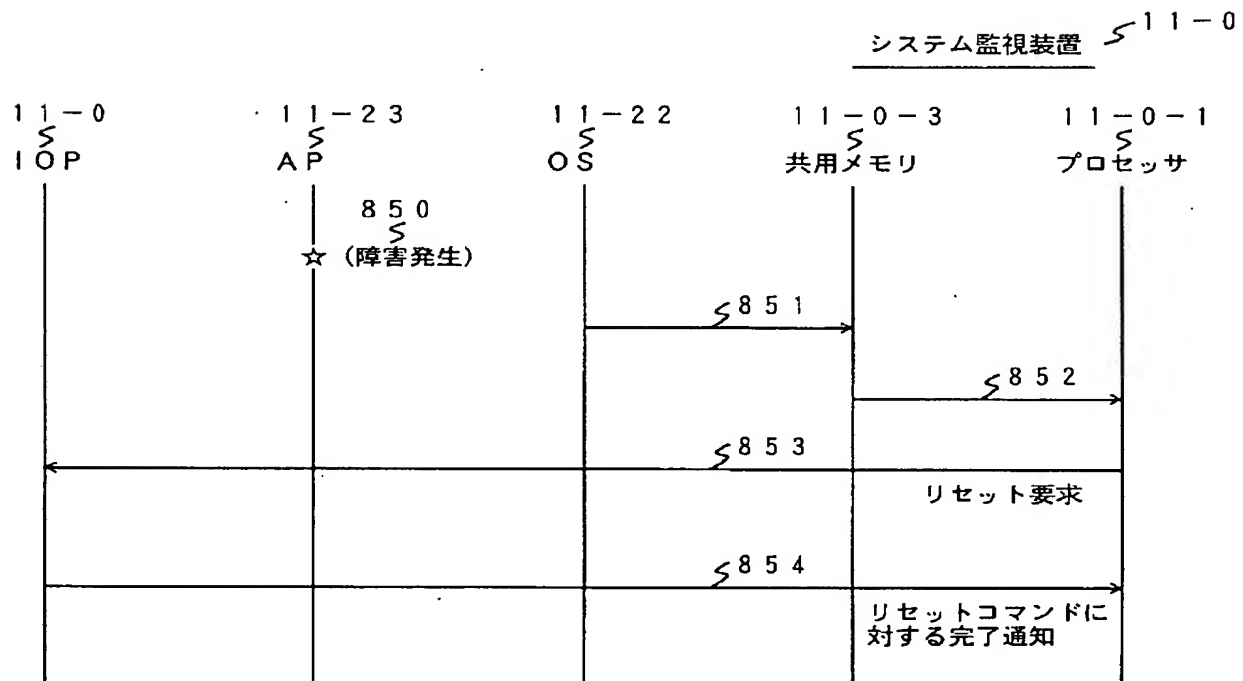 11-0
システム監視装置
11-0 11-23 11-22 11-0-3 11-0-1
IOP AP OS 共用メモリ プロセッサ
850
☆(障害発生)
851
852
853
リセット要求
854
リセットコマンドに
対する完了通知